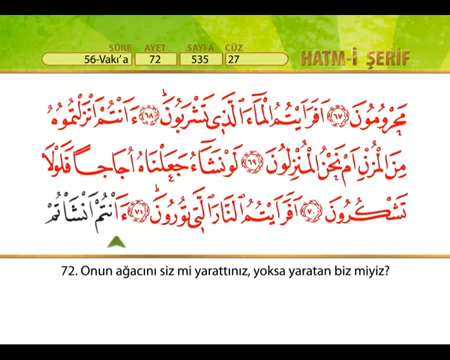 SÛRE AYET SAYFA CÜZ
56-Vakı'a 72 535 27
HATM-İ ŞERİF
مَحْرُومُونَ ﴿٦٧﴾ اَفَرَاَيْتُمُ الْمَٓاءَ الَّذ۪ي تَشْرَبُونَۜ ﴿٦٨﴾ ءَاَنْتُمْ اَنْزَلْتُمُوهُ
مِنَ الْمُزْنِ اَمْ نَحْنُ الْمُنْزِلُونَ ﴿٦٩﴾ لَوْ نَشَٓاءُ جَعَلْنَاهُ اُجَاجًا فَلَوْلَا
تَشْكُرُونَ ﴿٧٠﴾ اَفَرَاَيْتُمُ النَّارَ الَّت۪ي تُورُونَۜ ﴿٧١﴾ ءَاَنْتُمْ اَنْشَأْتُمْ
72. Onun ağacını siz mi yarattınız, yoksa yaratan biz miyiz?